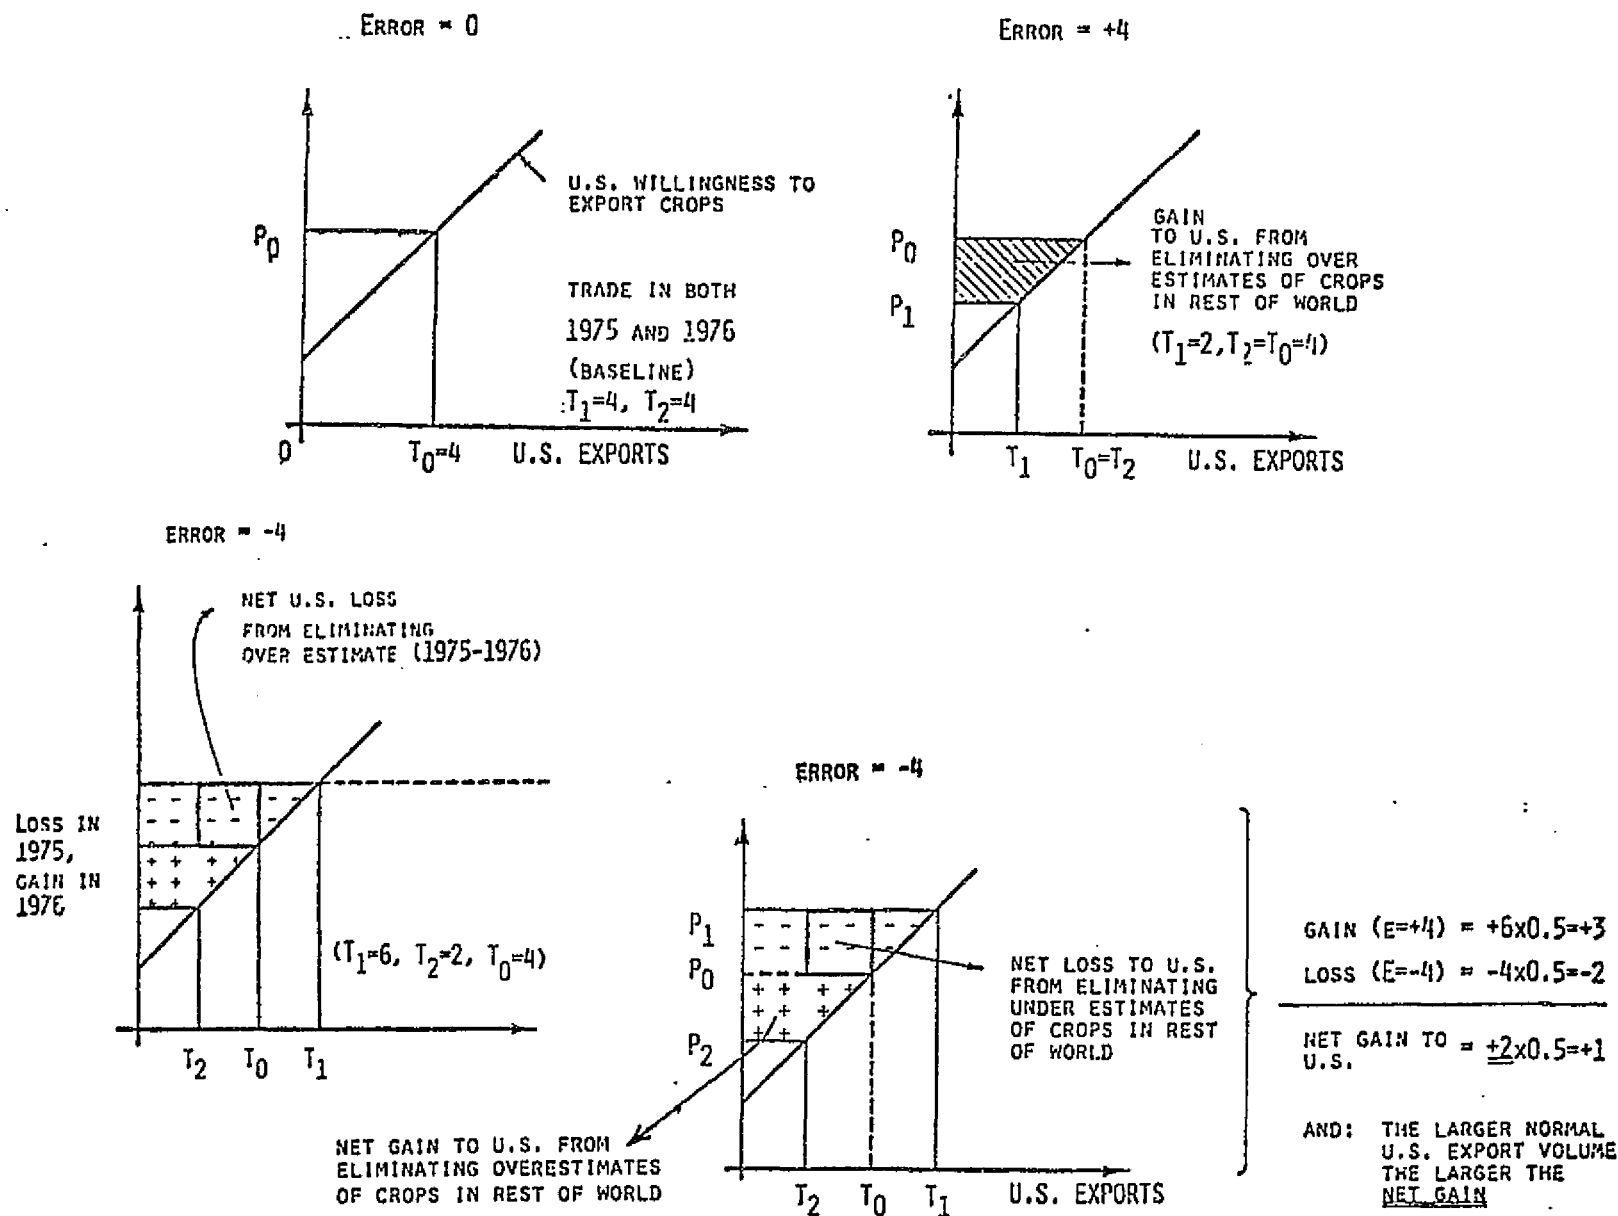 ERROR = 0
U.S. WILLINGNESS TO
EXPORT CROPS
P0
TRADE IN BOTH
1975 AND 1976
(BASELINE)
T1=4, T2=4
0
T0=4
U.S. EXPORTS
ERROR = +4
GAIN
TO U.S. FROM
ELIMINATING OVER
ESTIMATES OF CROPS
IN REST OF WORLD
(T1=2,T2=T0=4)
P0
P1
T1
T0=T2
U.S. EXPORTS
ERROR = -4
NET U.S. LOSS
FROM ELIMINATING
OVER ESTIMATE (1975-1976)
LOSS IN
1975,
GAIN IN
1976
(T1=6, T2=2, T0=4)
T2
T0
T1
ERROR = -4
P1
P0
P2
NET LOSS TO U.S.
FROM ELIMINATING
UNDER ESTIMATES
OF CROPS IN REST
OF WORLD
NET GAIN TO U.S. FROM
ELIMINATING OVERESTIMATES
OF CROPS IN REST OF WORLD
T2
T0
T1
U.S. EXPORTS
GAIN (E=+4) = +6x0.5=+3
LOSS (E=-4) = -4x0.5=-2
NET GAIN TO
U.S. = +2x0.5=+1
AND: THE LARGER NORMAL
U.S. EXPORT VOLUME
THE LARGER THE
NET GAIN